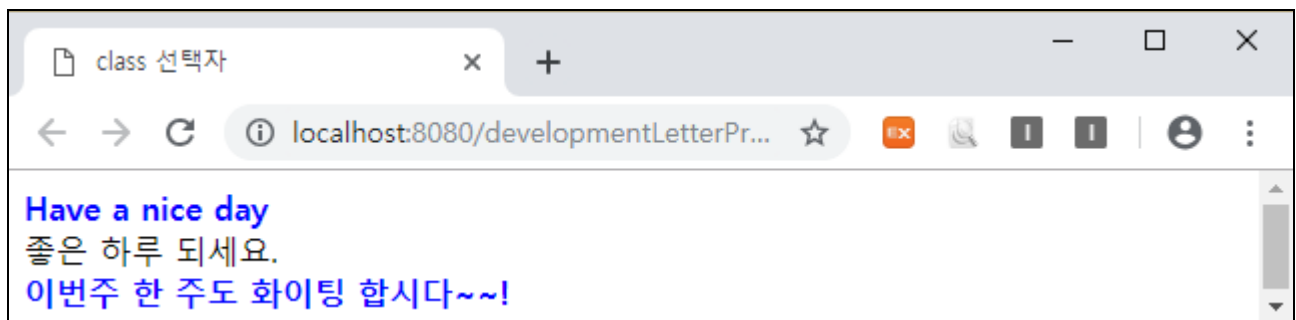 class 선택자
localhost:8080/developmentLetterPr...
Have a nice day
좋은 하루 되세요.
이번주 한 주도 화이팅 합시다~~!